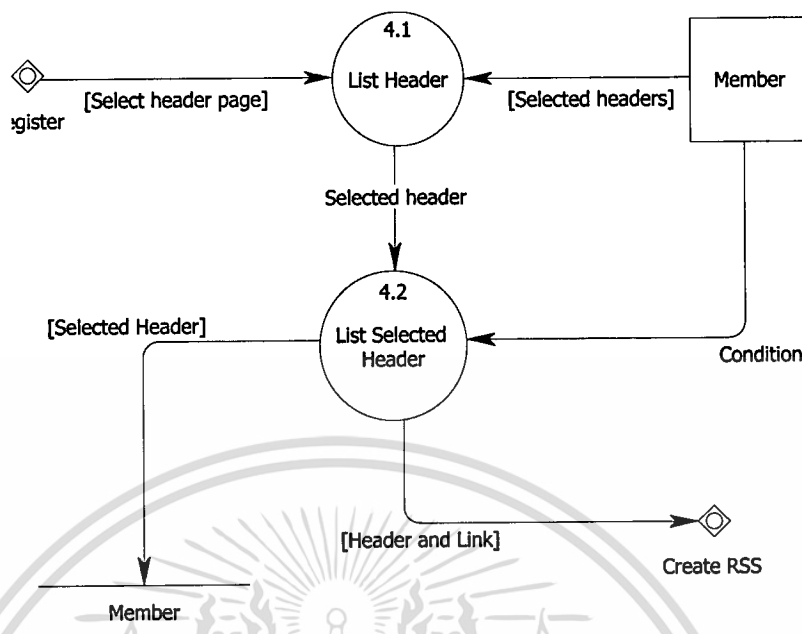 4.1
List Header
Member
[Select header page]
[Selected headers]
egister
Selected header
4.2
List Selected
Header
[Selected Header]
Condition
[Header and Link]
Create RSS
Member